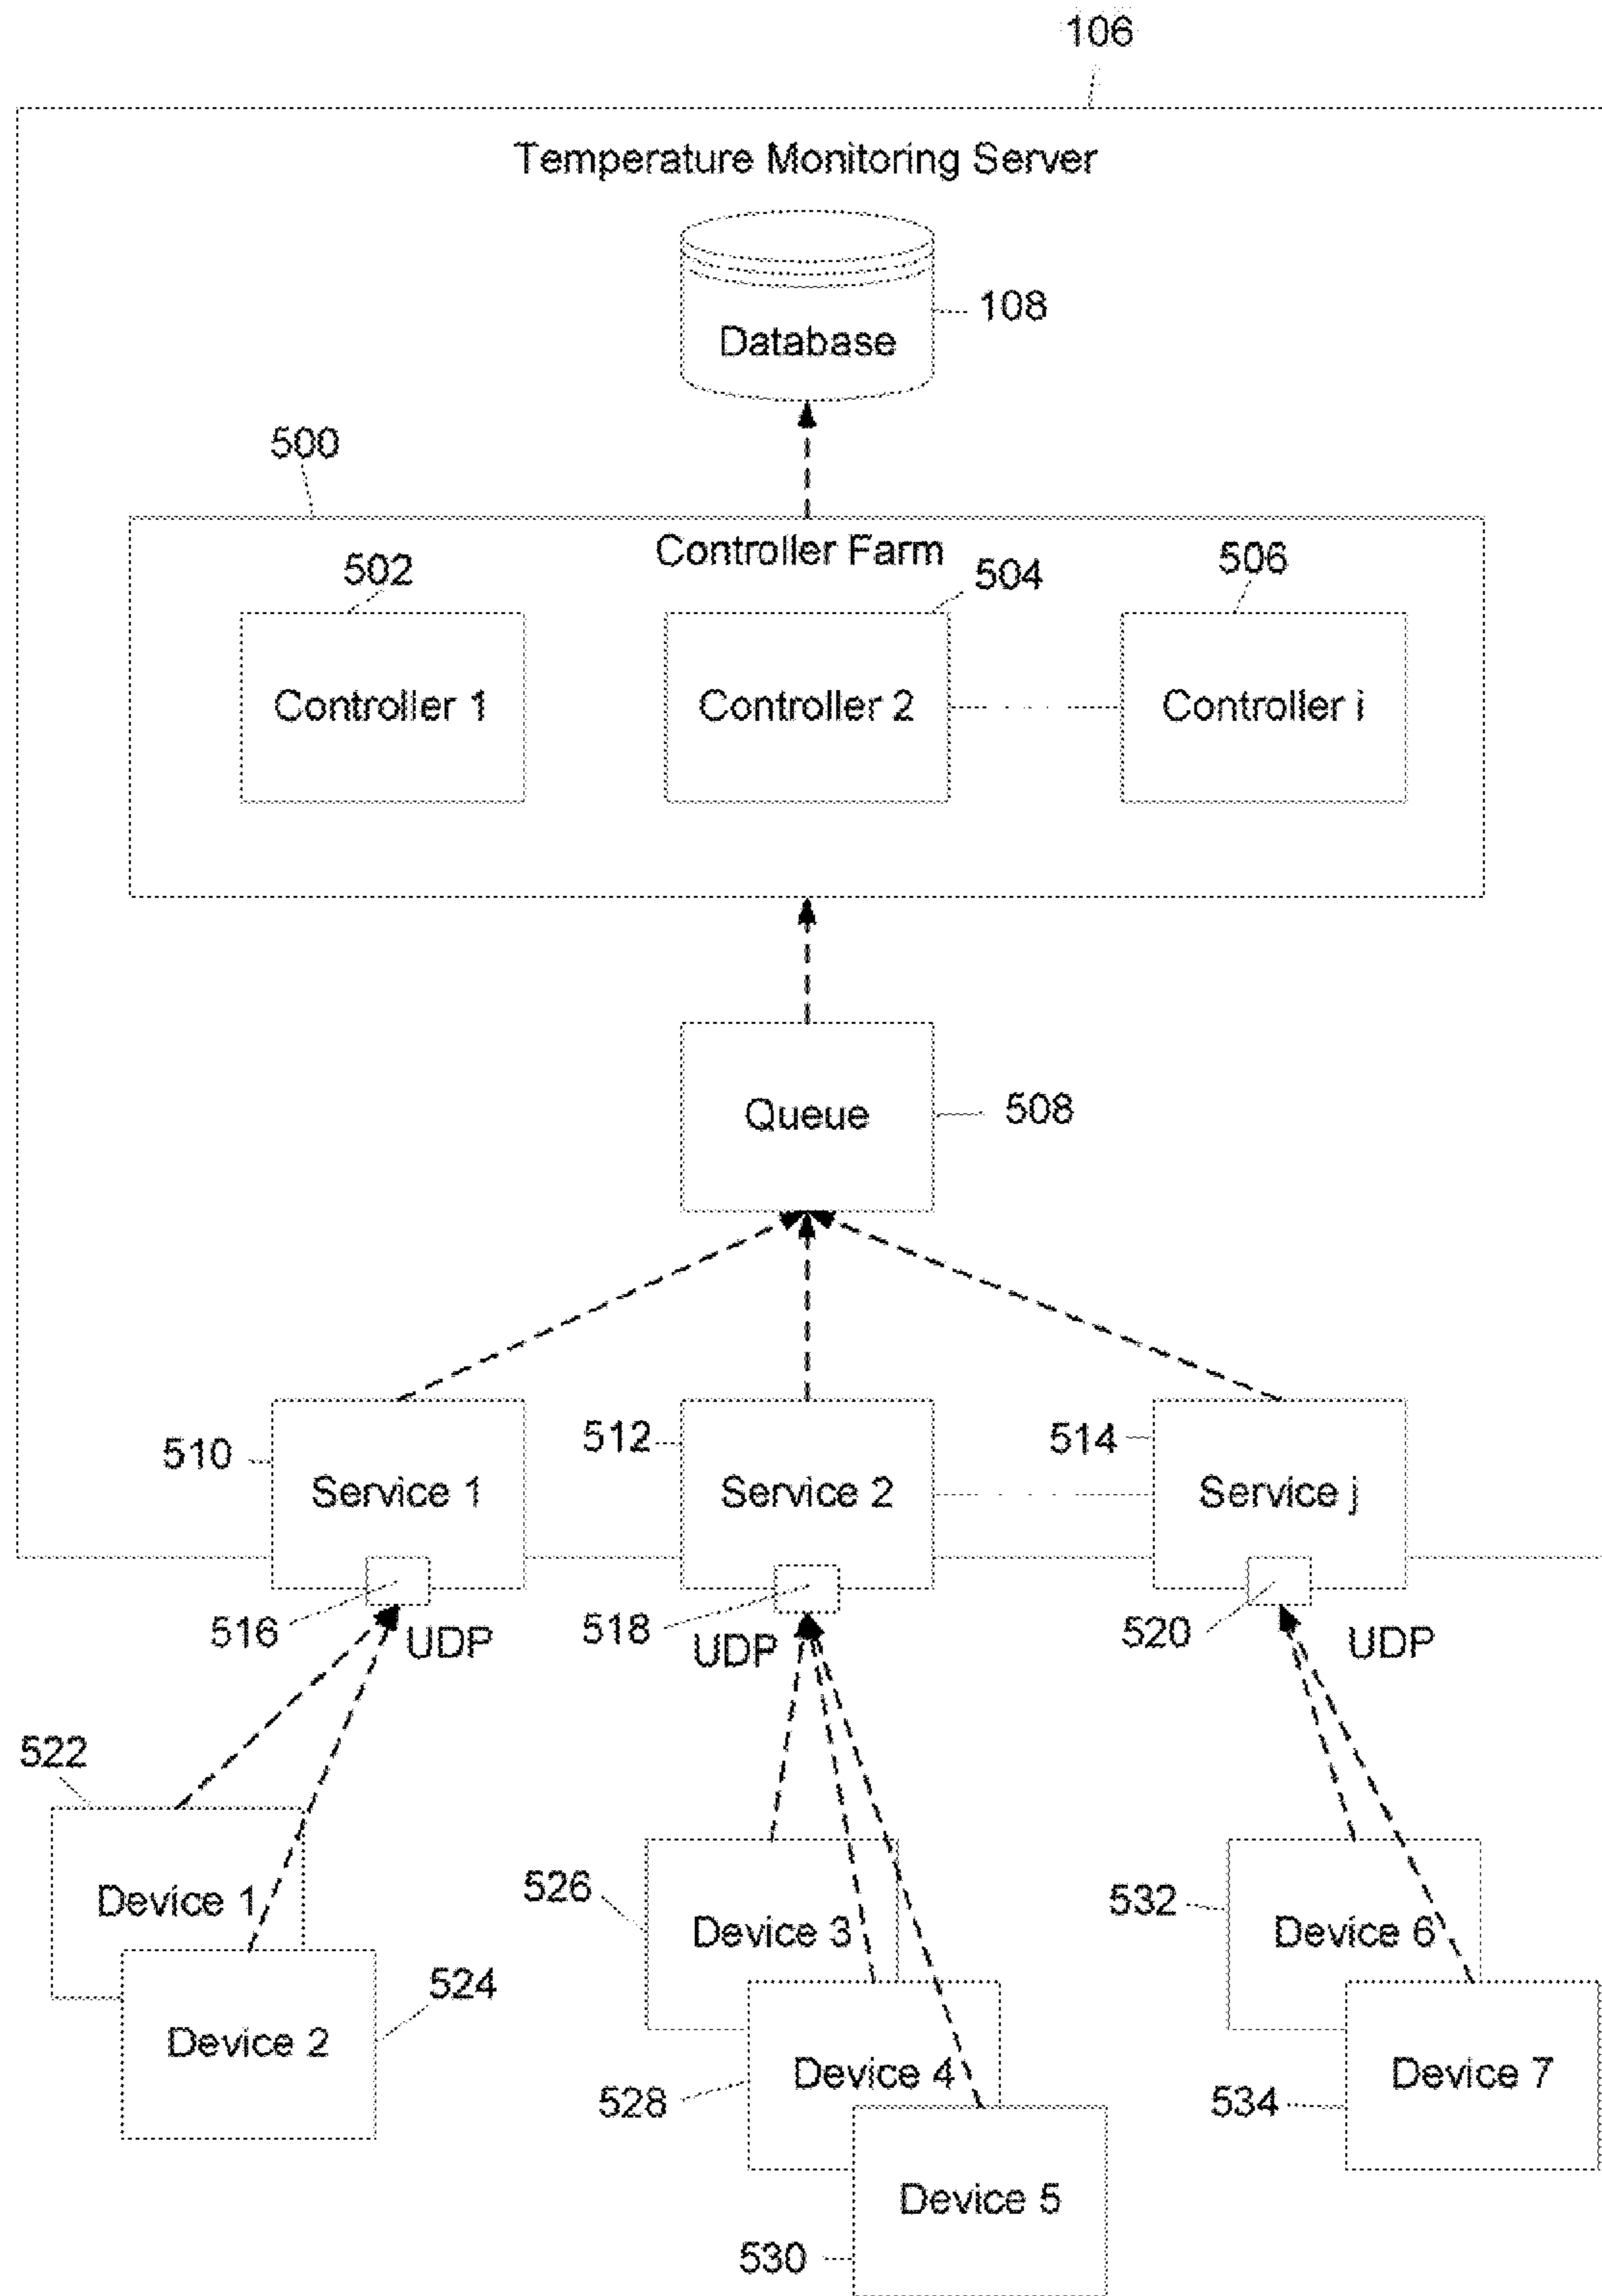 106
Temperature Monitoring Server
Database
108
500
Controller Farm
502
504
506
Controller 1
Controller 2
Controller i
Queue
508
510
512
514
Service 1
Service 2
Service j
516
UDP
518
UDP
520
UDP
522
Device 1
524
Device 2
526
Device 3
528
Device 4
530
Device 5
532
Device 6
534
Device 7